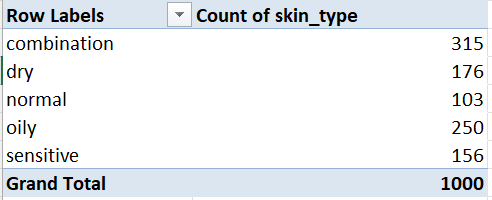 Row Labels Count of skin_type
combination 315
dry 176
normal 103
oily 250
sensitive 156
Grand Total 1000